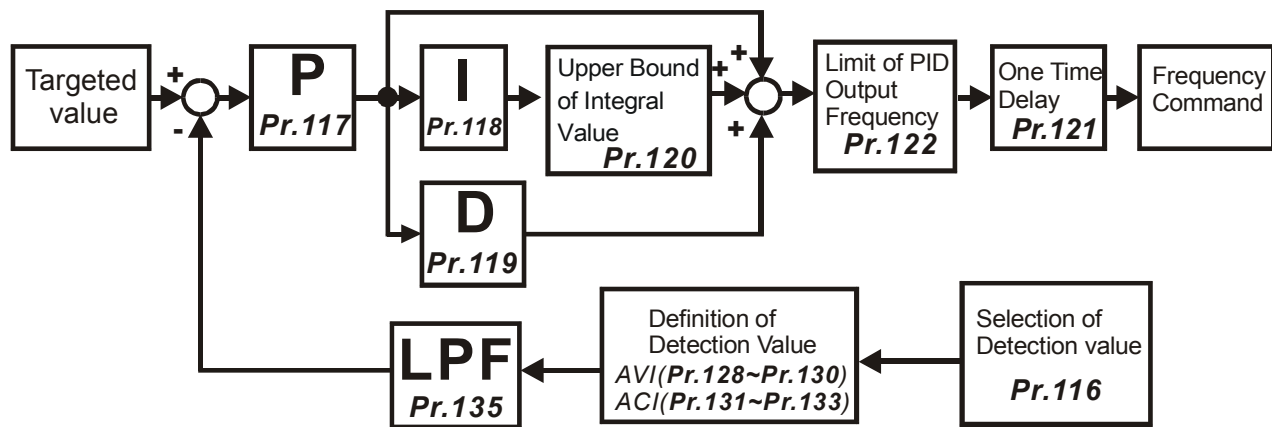 Targeted
value
+
-
P
Pr.117
I
Pr.118
Upper Bound
of Integral
Value
Pr.120
D
Pr.119
+
+
+
Limit of PID
Output
Frequency
Pr.122
One Time
Delay
Pr.121
Frequency
Command
LPF
Pr.135
Definition of
Detection Value
AVI(Pr.128~Pr.130)
ACI(Pr.131~Pr.133)
Selection of
Detection value
Pr.116